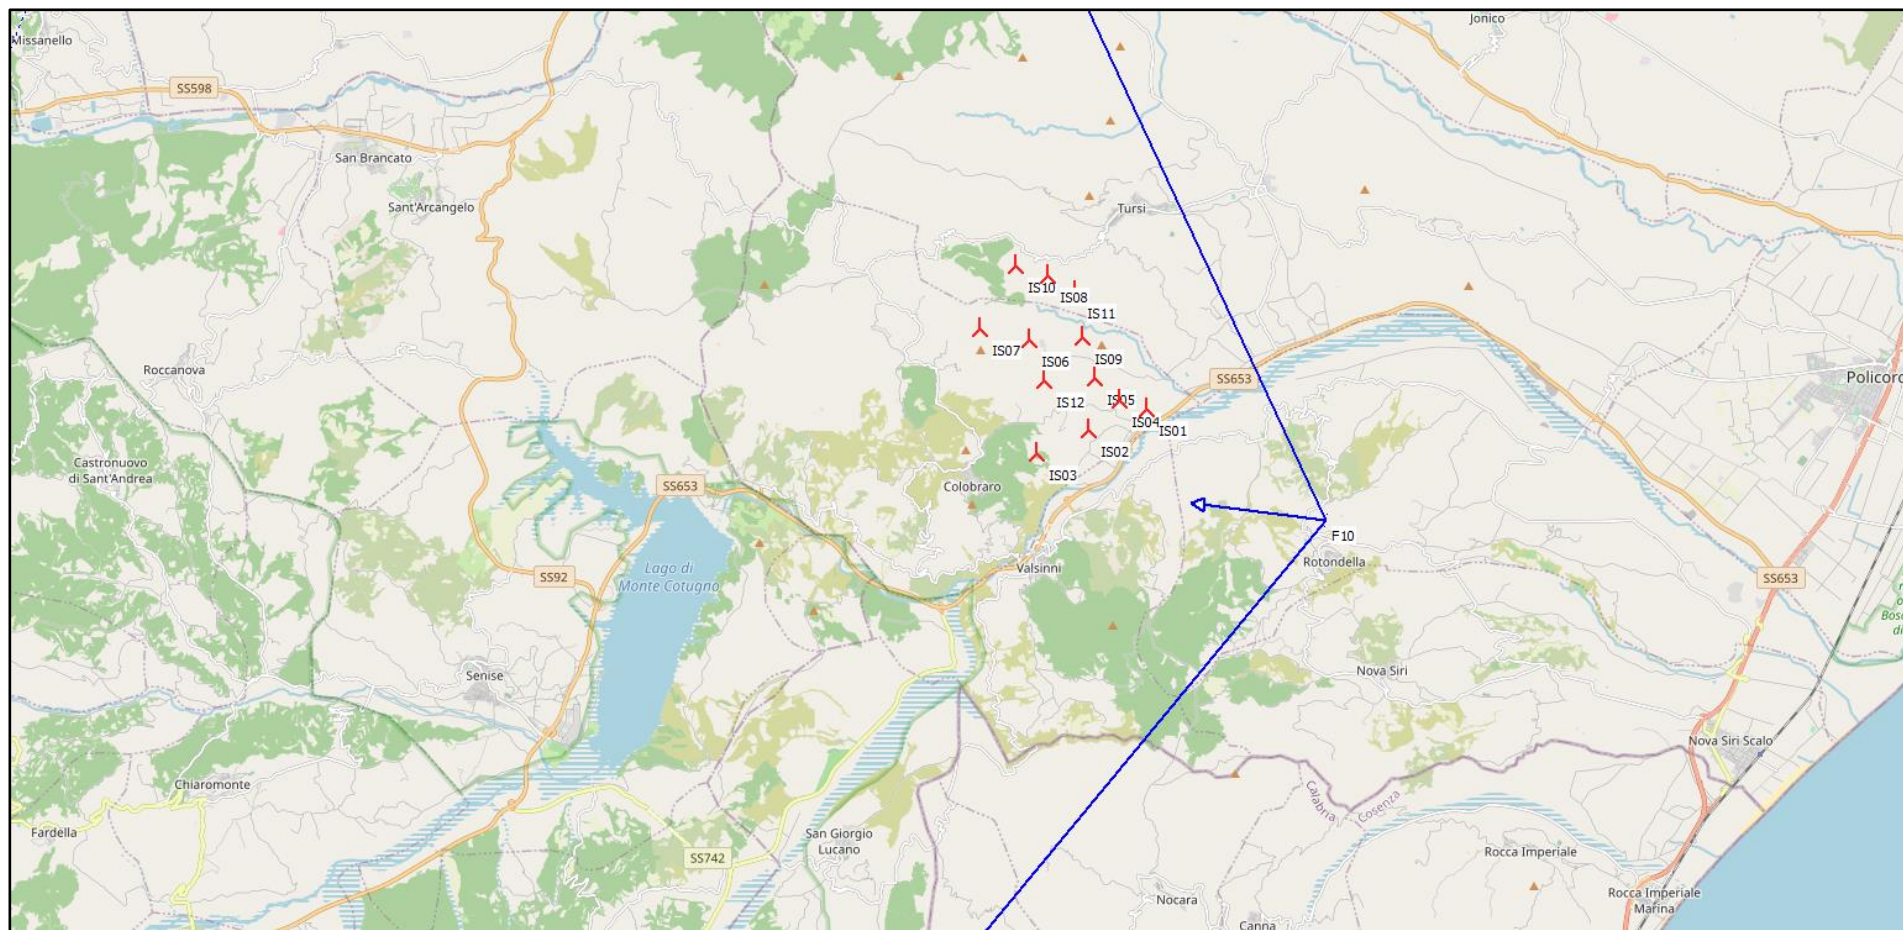 Jonico
Missanello
SS598
San Brancato
Sant'Arcangelo
Tursi
IS10
IS08
IS11
IS07
IS06
IS09
Roccanova
SS653
Policoro
IS12
IS05
IS04
IS01
IS02
Castronuovo
di Sant'Andrea
IS03
SS653
Colobraro
F10
Rotondella
Lago di
Monte Cotugno
Valsinni
SS92
SS653
Bosc
di
Senise
Nova Siri
Nova Siri Scalo
Chiaromonte
Calabria
Cosenza
Fardella
San Giorgio
Lucano
SS742
Rocca Imperiale
Nocara
Rocca Imperiale
Marina
Canna